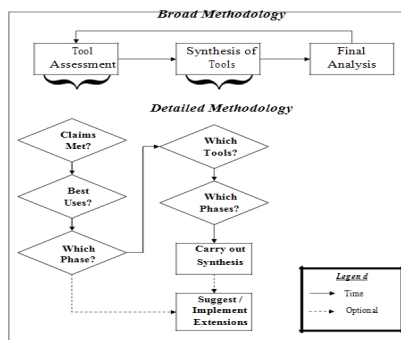 Broad Methodology
Tool
Assessment
Synthesis of
Tools
Final
Analysis
Detailed Methodology
Claims
Met?
Best
Uses?
Which
Phase?
Which
Tools?
Which
Phases?
Carry out
Synthesis
Suggest /
Implement
Extensions
Legend
Time
Optional